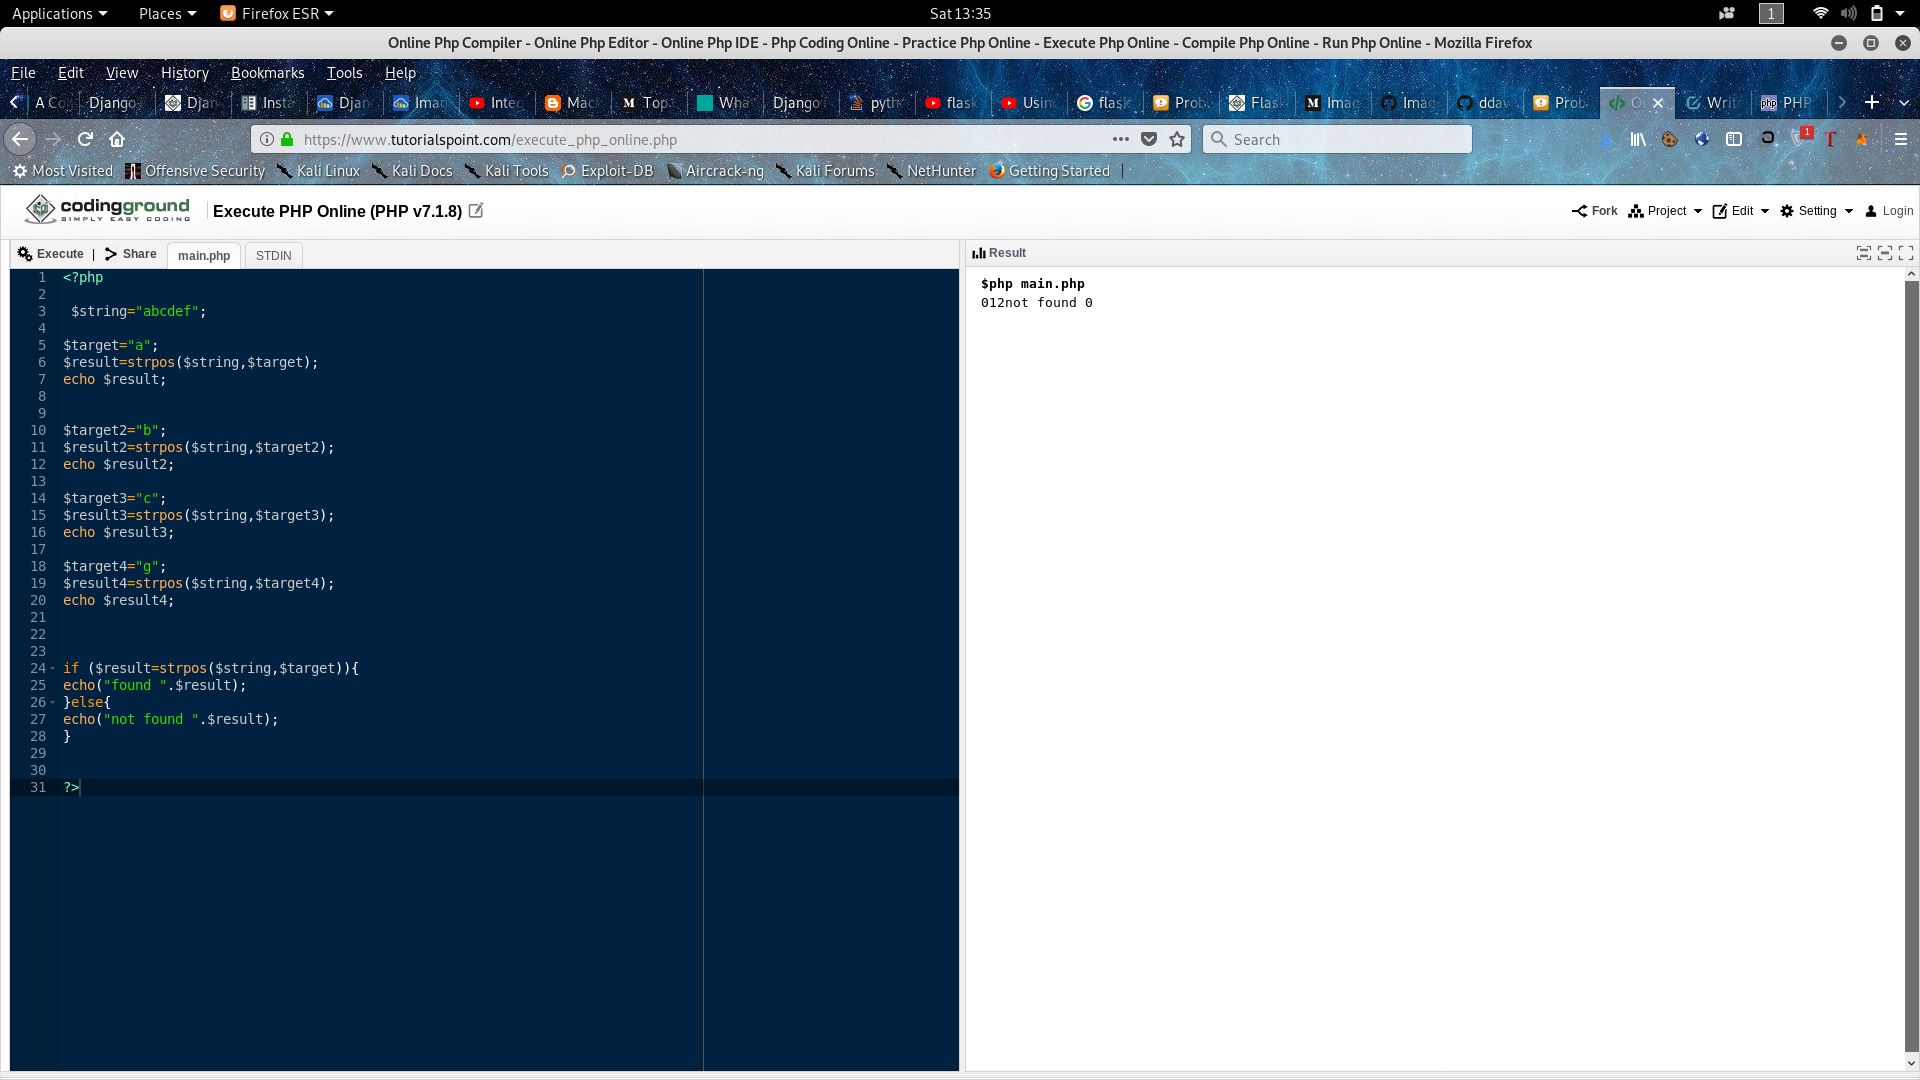 Applications Places Firefox ESR Sat 13:35 1
Online Php Compiler - Online Php Editor - Online Php IDE - Php Coding Online - Practice Php Online - Execute Php Online - Compile Php Online - Run Php Online - Mozilla Firefox
File Edit View History Bookmarks Tools Help
A Co Django Djan Insta Djan Imag Integ Mack Top Wha Django pyth flask Usin flask Prob Flas Imag Imag ddav Prob Writ PHP
https://www.tutorialspoint.com/execute_php_online.php Search 1
Most Visited Offensive Security Kali Linux Kali Docs Kali Tools Exploit-DB Aircrack-ng Kali Forums NetHunter Getting Started
codingground Execute PHP Online (PHP v7.1.8) Fork Project Edit Setting Login
SIMPLY EASY CODING
Execute | Share main.php STDIN Result
1 <?php
2
3 $string="abcdef";
4
5 $target="a";
6 $result=strpos($string,$target);
7 echo $result;
8
9
10 $target2="b";
11 $result2=strpos($string,$target2);
12 echo $result2;
13
14 $target3="c";
15 $result3=strpos($string,$target3);
16 echo $result3;
17
18 $target4="g";
19 $result4=strpos($string,$target4);
20 echo $result4;
21
22
23
24 if ($result=strpos($string,$target)){
25 echo("found ".$result);
26 }else{
27 echo("not found ".$result);
28 }
29
30
31 ?>
$php main.php
012not found 0